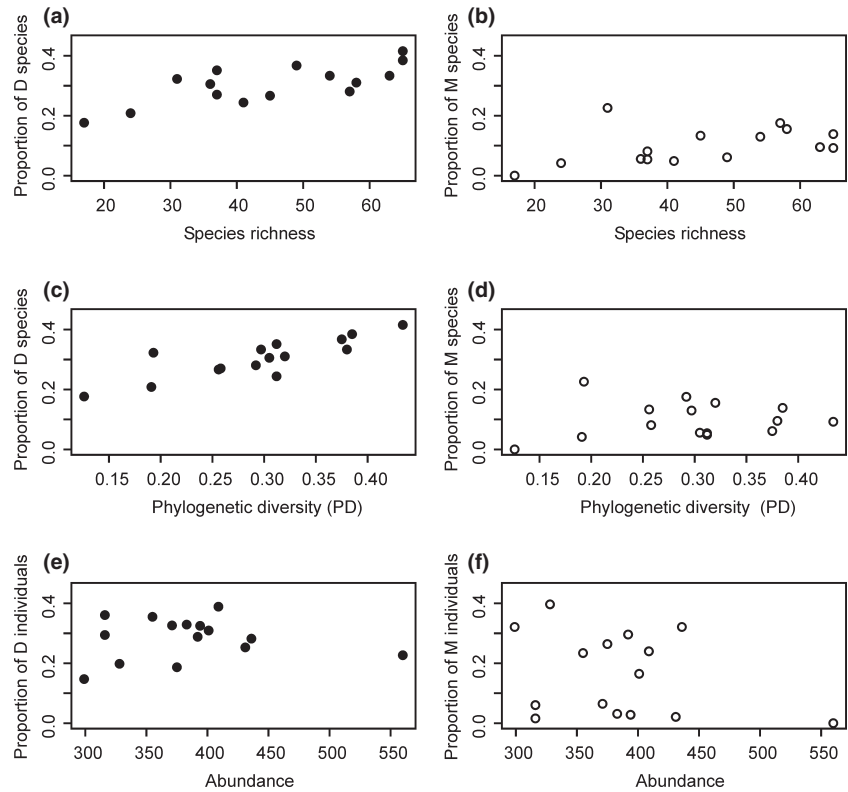 (a)
Proportion of D species
0.0 0.2 0.4
20 30 40 50 60
Species richness
(b)
Proportion of M species
0.0 0.2 0.4
20 30 40 50 60
Species richness
(c)
Proportion of D species
0.0 0.2 0.4
0.15 0.20 0.25 0.30 0.35 0.40
Phylogenetic diversity (PD)
(d)
Proportion of M species
0.0 0.2 0.4
0.15 0.20 0.25 0.30 0.35 0.40
Phylogenetic diversity (PD)
(e)
Proportion of D individuals
0.0 0.2 0.4
300 350 400 450 500 550
Abundance
(f)
Proportion of M individuals
0.0 0.2 0.4
300 350 400 450 500 550
Abundance